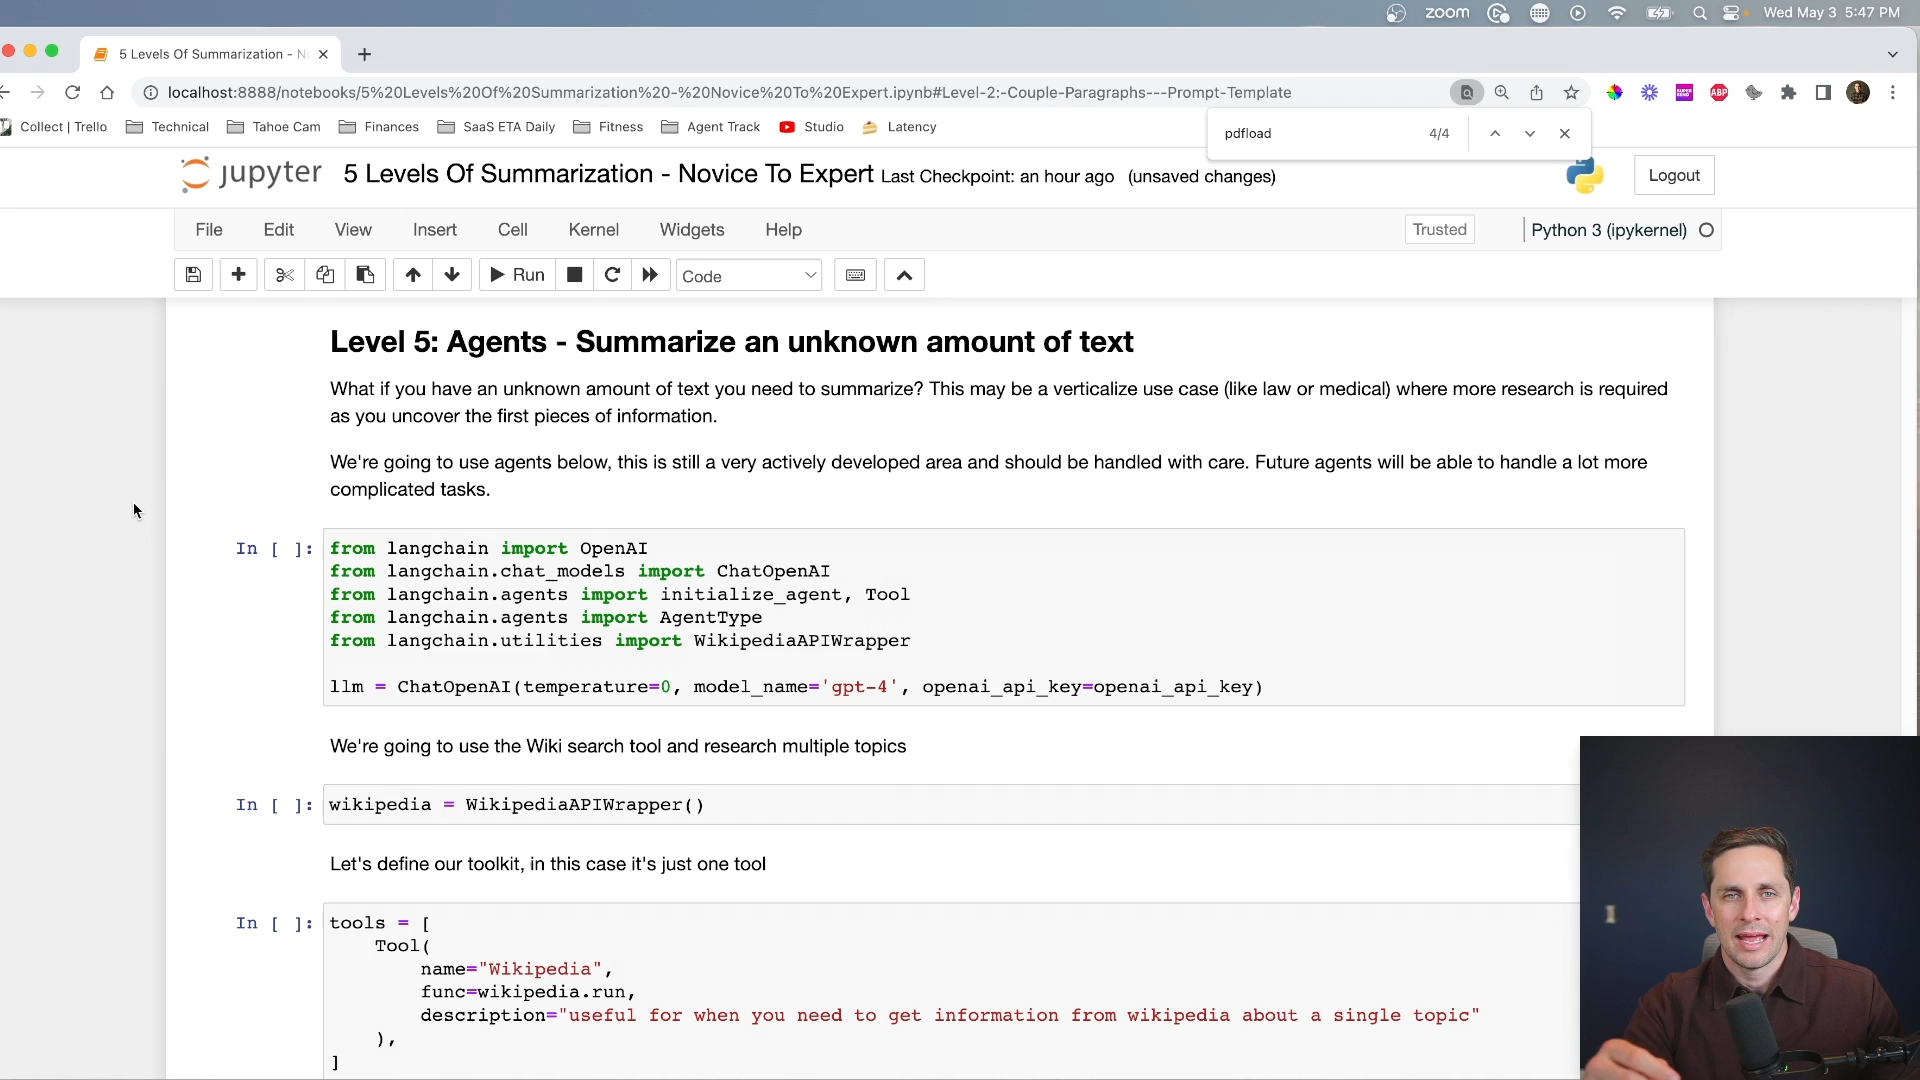 zoom
Wed May 3 5:47 PM
5 Levels Of Summarization - N
localhost:8888/notebooks/5%20Levels%20Of%20Summarization%20-%20Novice%20To%20Expert.ipynb#Level-2:-Couple-Paragraphs---Prompt-Template
SUPER
ABP
Collect | Trello
Technical
Tahoe Cam
Finances
SaaS ETA Daily
Fitness
Agent Track
Studio
Latency
pdfload
4/4
jupyter
5 Levels Of Summarization - Novice To Expert Last Checkpoint: an hour ago (unsaved changes)
Logout
File
Edit
View
Insert
Cell
Kernel
Widgets
Help
Trusted
Python 3 (ipykernel)
Run
Code
Level 5: Agents - Summarize an unknown amount of text
What if you have an unknown amount of text you need to summarize? This may be a verticalize use case (like law or medical) where more research is required
as you uncover the first pieces of information.
We're going to use agents below, this is still a very actively developed area and should be handled with care. Future agents will be able to handle a lot more
complicated tasks.
In [ ]:
from langchain import OpenAI
from langchain.chat_models import ChatOpenAI
from langchain.agents import initialize_agent, Tool
from langchain.agents import AgentType
from langchain.utilities import WikipediaAPIWrapper
llm = ChatOpenAI(temperature=0, model_name='gpt-4', openai_api_key=openai_api_key)
We're going to use the Wiki search tool and research multiple topics
In [ ]:
wikipedia = WikipediaAPIWrapper()
Let's define our toolkit, in this case it's just one tool
In [ ]:
tools = [
Tool(
name="Wikipedia",
func=wikipedia.run,
description="useful for when you need to get information from wikipedia about a single topic"
),
]